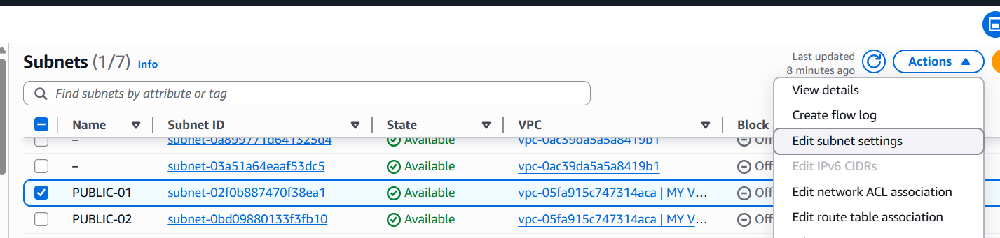 Subnets (1/7) Info
Last updated
8 minutes ago
Actions
Find subnets by attribute or tag
View details
Create flow log
Edit subnet settings
Edit IPv6 CIDRs
Edit network ACL association
Edit route table association
Name Subnet ID State VPC Block
– subnet-0a899771d641325d4 Available vpc-0ac39da5a5a8419b1 Off
– subnet-03a51a64eaaf53dc5 Available vpc-0ac39da5a5a8419b1 Off
PUBLIC-01 subnet-02f0b887470f38ea1 Available vpc-05fa915c747314aca | MY V… Off
PUBLIC-02 subnet-0bd09880133f3fb10 Available vpc-05fa915c747314aca | MY V… Off